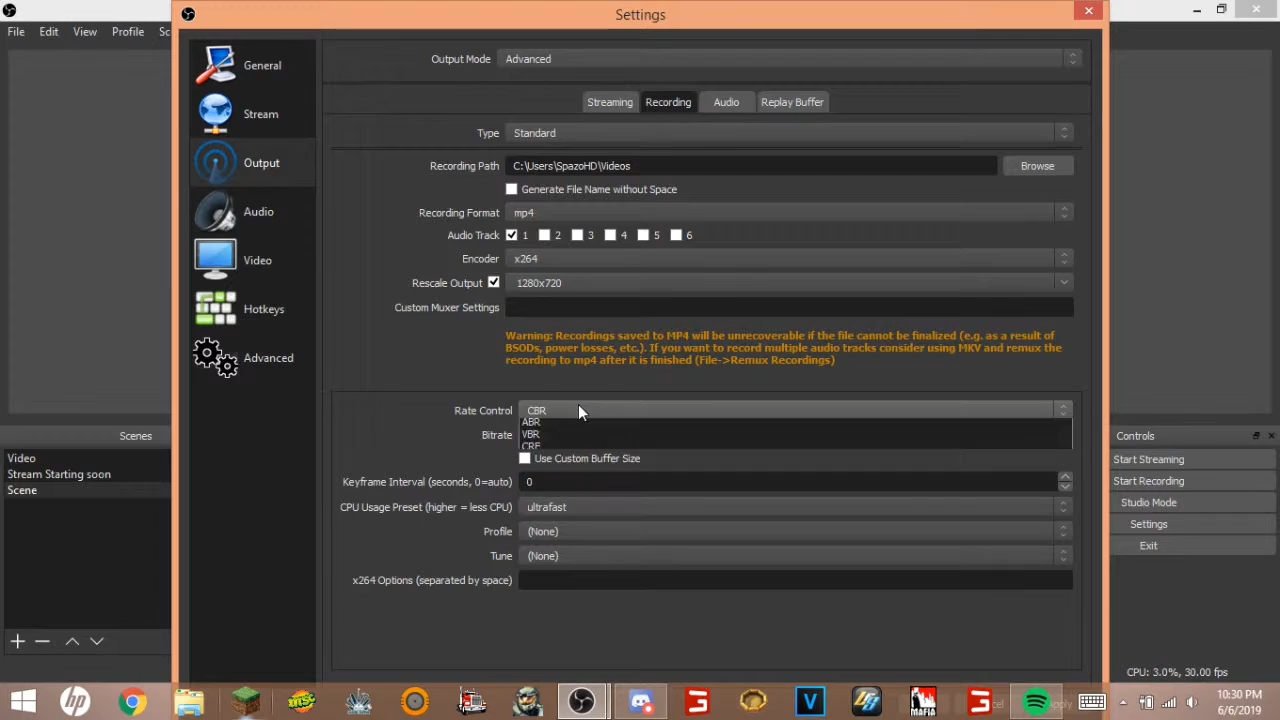 Settings
File Edit View Profile Sc
General
Stream
Output
Audio
Video
Hotkeys
Advanced
Output Mode Advanced
Streaming Recording Audio Replay Buffer
Type Standard
Recording Path C:\Users\SpazoHD\Videos Browse
Generate File Name without Space
Recording Format mp4
Audio Track 1 2 3 4 5 6
Encoder x264
Rescale Output 1280x720
Custom Muxer Settings
Warning: Recordings saved to MP4 will be unrecoverable if the file cannot be finalized (e.g. as a result of
BSODs, power losses, etc.). If you want to record multiple audio tracks consider using MKV and remux the
recording to mp4 after it is finished (File->Remux Recordings)
Rate Control CBR
ABR
Bitrate VBR
CRF
Use Custom Buffer Size
Keyframe Interval (seconds, 0=auto) 0
CPU Usage Preset (higher = less CPU) ultrafast
Profile (None)
Tune (None)
x264 Options (separated by space)
Scenes
Video
Stream Starting soon
Scene
Controls
Start Streaming
Start Recording
Studio Mode
Settings
Exit
CPU: 3.0%, 30.00 fps
10:30 PM
6/6/2019